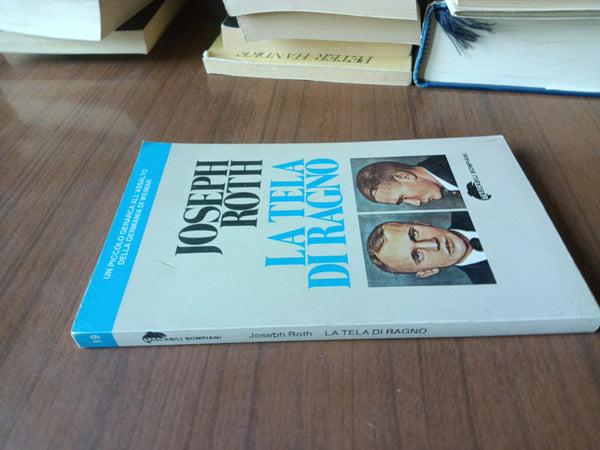 UN PICCOLO GERARCA ALL'ASSALTO
DELLA GERMANIA DI WEIMAR
JOSEPH
ROTH
LA TELA
DI RAGNO
TASCABILI BOMPIANI
19
TASCABILI BOMPIANI
Joseph Roth LA TELA DI RAGNO
PETER HANDKE